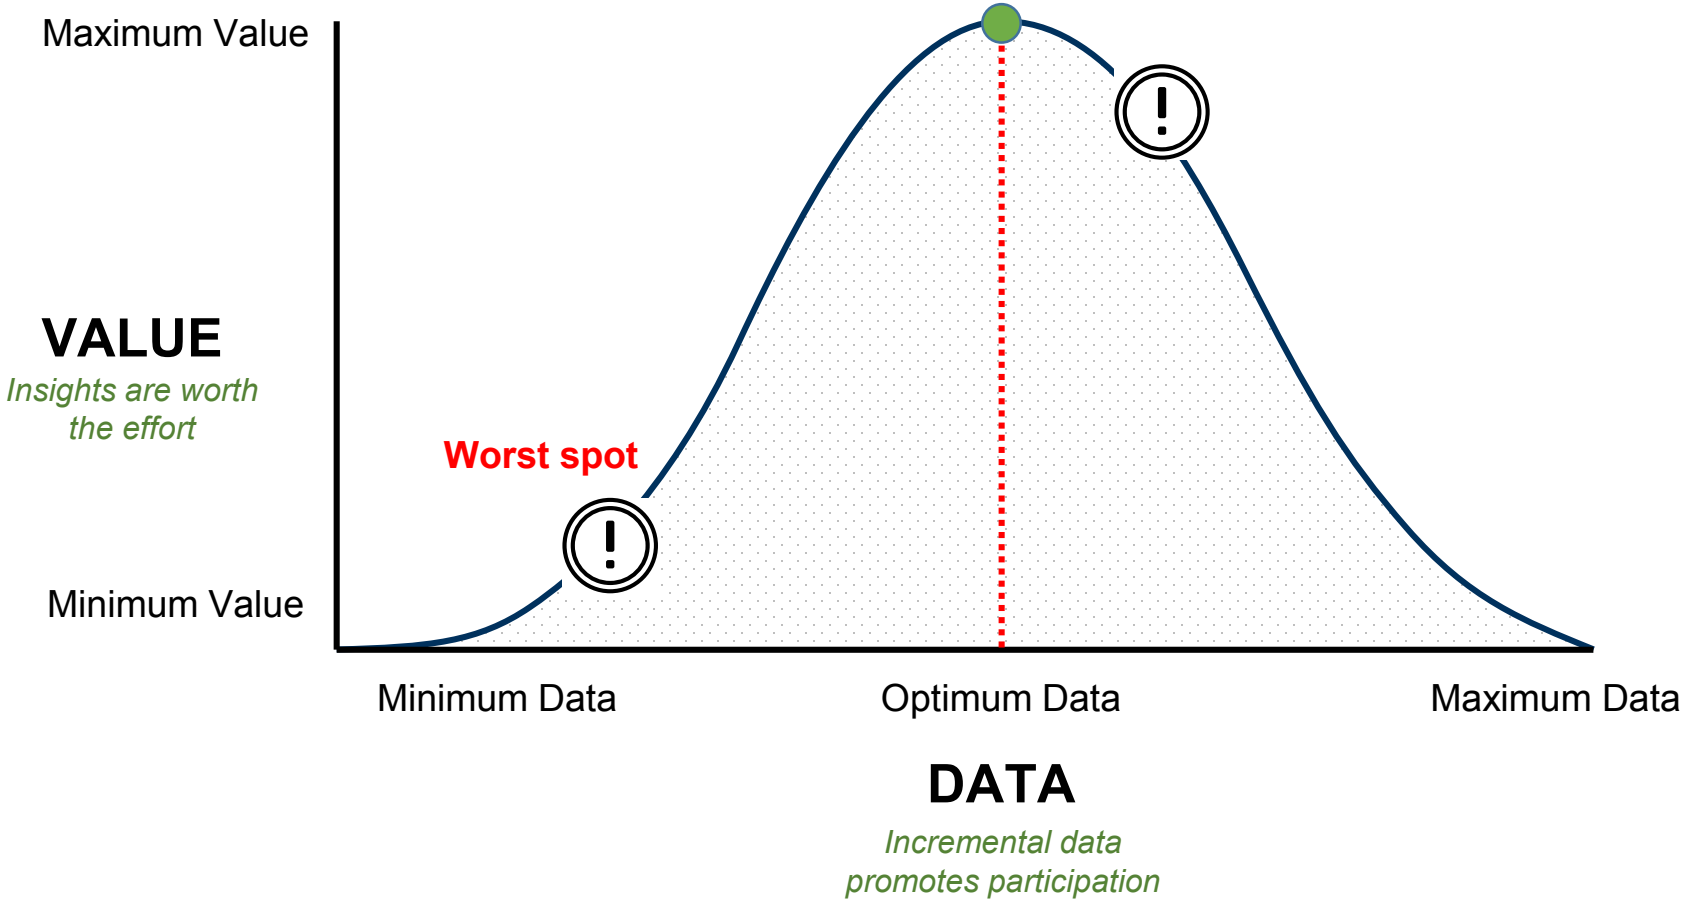 Maximum Value
!
VALUE
Insights are worth
the effort
Worst spot
!
Minimum Value
Minimum Data
Optimum Data
Maximum Data
DATA
Incremental data
promotes participation